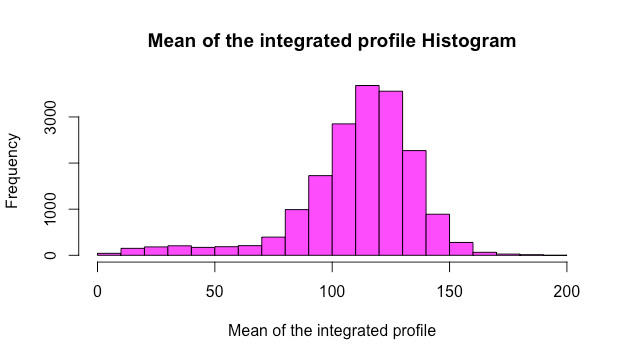 Mean of the integrated profile Histogram
Frequency
3000
1000
0
0 50 100 150 200
Mean of the integrated profile